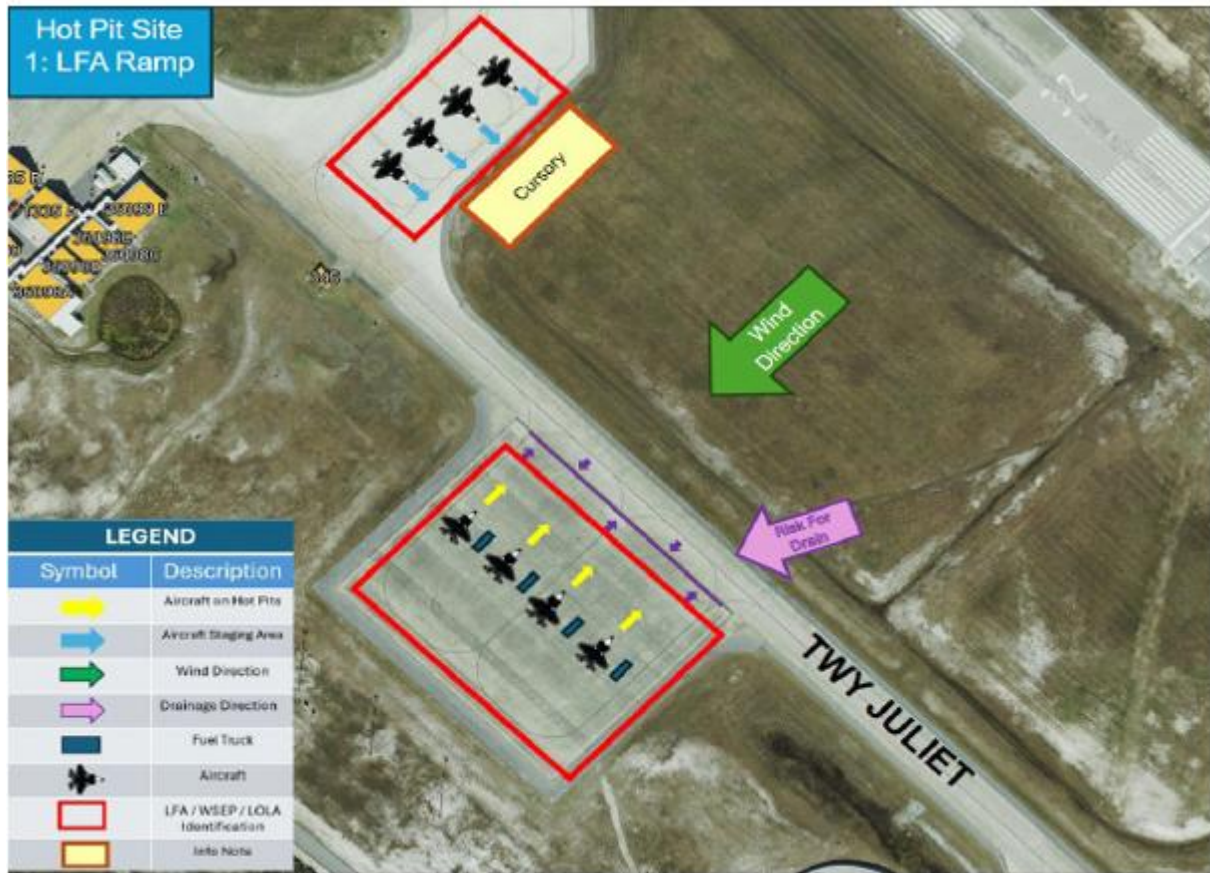 Hot Pit Site
1: LFA Ramp
Cursory
Wind
Direction
Risk For
Drain
TWY JULIET
32
LEGEND
Symbol
Description
Aircraft on Hot Pits
Aircraft Staging Area
Wind Direction
Drainage Direction
Fuel Truck
Aircraft
LFA / WSEP / LOLA
Identification
Info Note